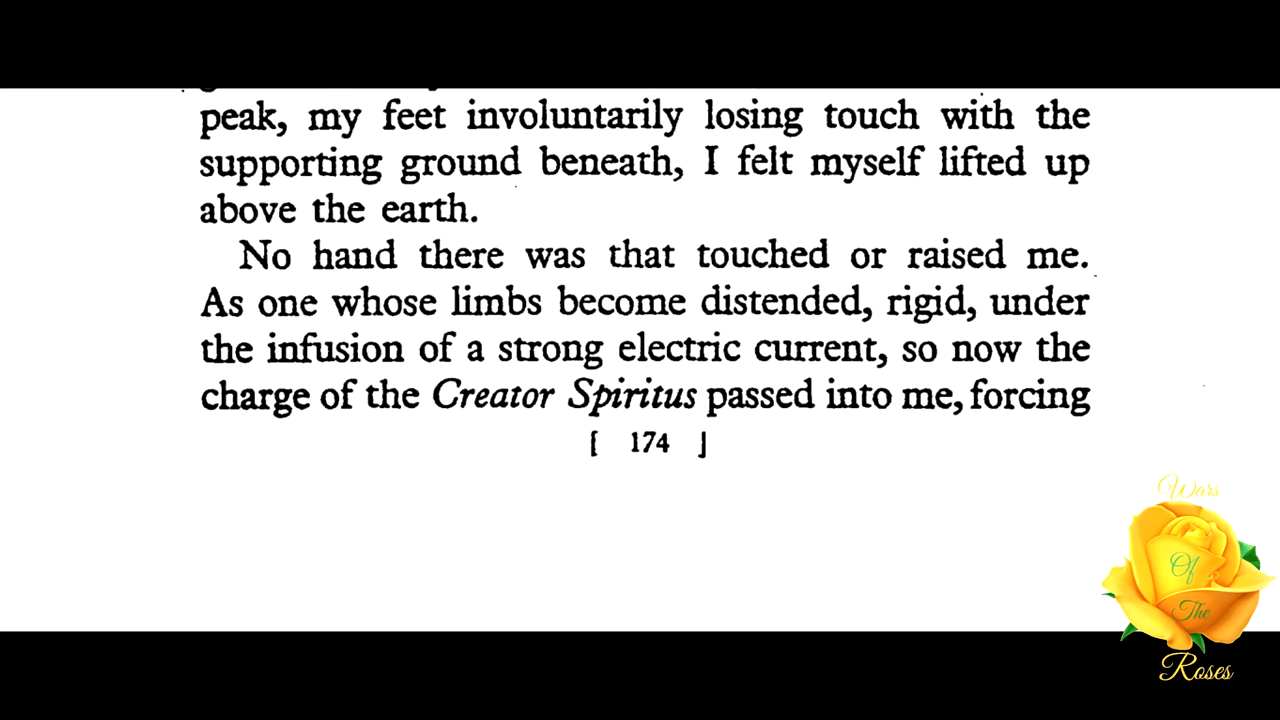 peak, my feet involuntarily losing touch with the
supporting ground beneath, I felt myself lifted up
above the earth.
No hand there was that touched or raised me.
As one whose limbs become distended, rigid, under
the infusion of a strong electric current, so now the
charge of the Creator Spiritus passed into me, forcing
[ 174 ]
Wars
Of
The
Roses